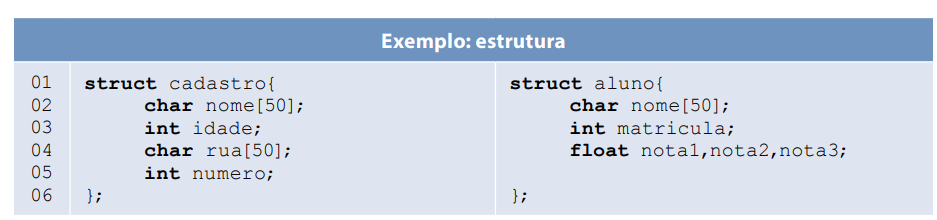 Exemplo: estrutura
01 struct cadastro{ struct aluno{
02 char nome[50]; char nome[50];
03 int idade; int matricula;
04 char rua[50]; float nota1,nota2,nota3;
05 int numero;
06 }; };